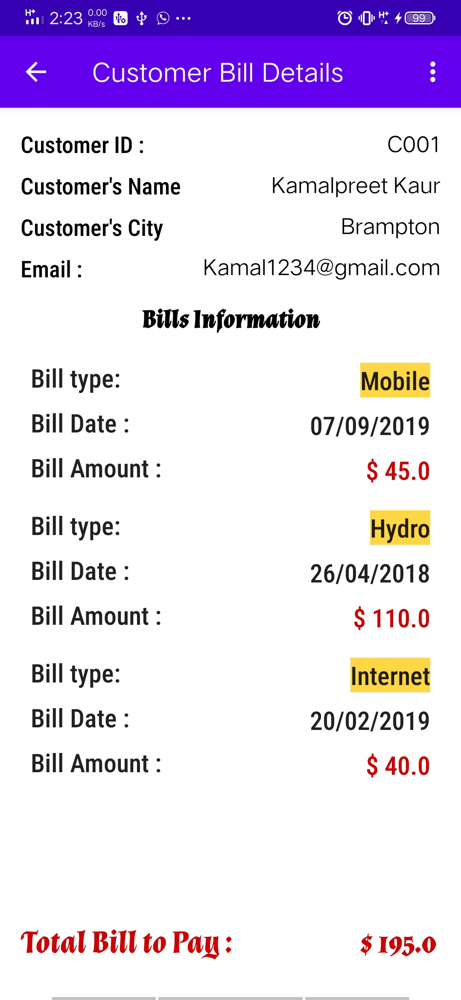 H+ 2:23 0.00 KB/s H+ 99
Customer Bill Details
Customer ID : C001
Customer's Name Kamalpreet Kaur
Customer's City Brampton
Email : Kamal1234@gmail.com
Bills Information
Bill type: Mobile
Bill Date : 07/09/2019
Bill Amount : $ 45.0
Bill type: Hydro
Bill Date : 26/04/2018
Bill Amount : $ 110.0
Bill type: Internet
Bill Date : 20/02/2019
Bill Amount : $ 40.0
Total Bill to Pay : $ 195.0